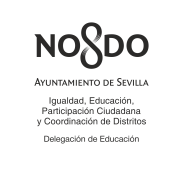 NO8DO
AYUNTAMIENTO DE SEVILLA
Igualdad, Educación,
Participación Ciudadana
y Coordinación de Distritos
Delegación de Educación